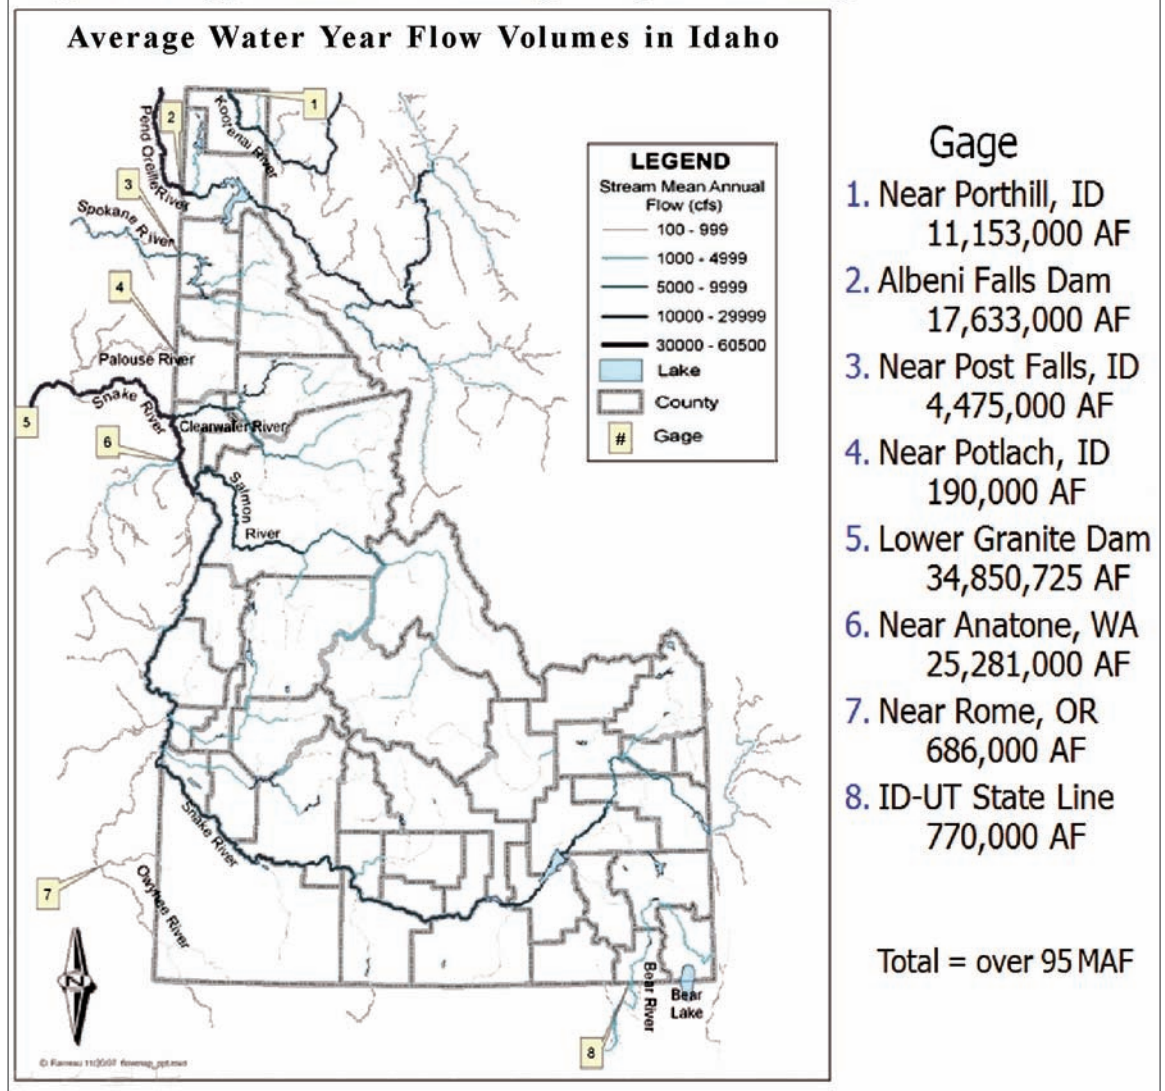 Average Water Year Flow Volumes in Idaho
1
2
3
4
5
6
7
8
Pend Oreille River
Kootenai River
Spokane River
Palouse River
Snake River
Clearwater River
Salmon
River
Snake River
Owyhee River
Bear River
Bear
Lake
N
LEGEND
Stream Mean Annual
Flow (cfs)
100 - 999
1000 - 4999
5000 - 9999
10000 - 29999
30000 - 60500
Lake
County
# Gage
Gage
1. Near Porthill, ID
11,153,000 AF
2. Albeni Falls Dam
17,633,000 AF
3. Near Post Falls, ID
4,475,000 AF
4. Near Potlach, ID
190,000 AF
5. Lower Granite Dam
34,850,725 AF
6. Near Anatone, WA
25,281,000 AF
7. Near Rome, OR
686,000 AF
8. ID-UT State Line
770,000 AF
Total = over 95 MAF